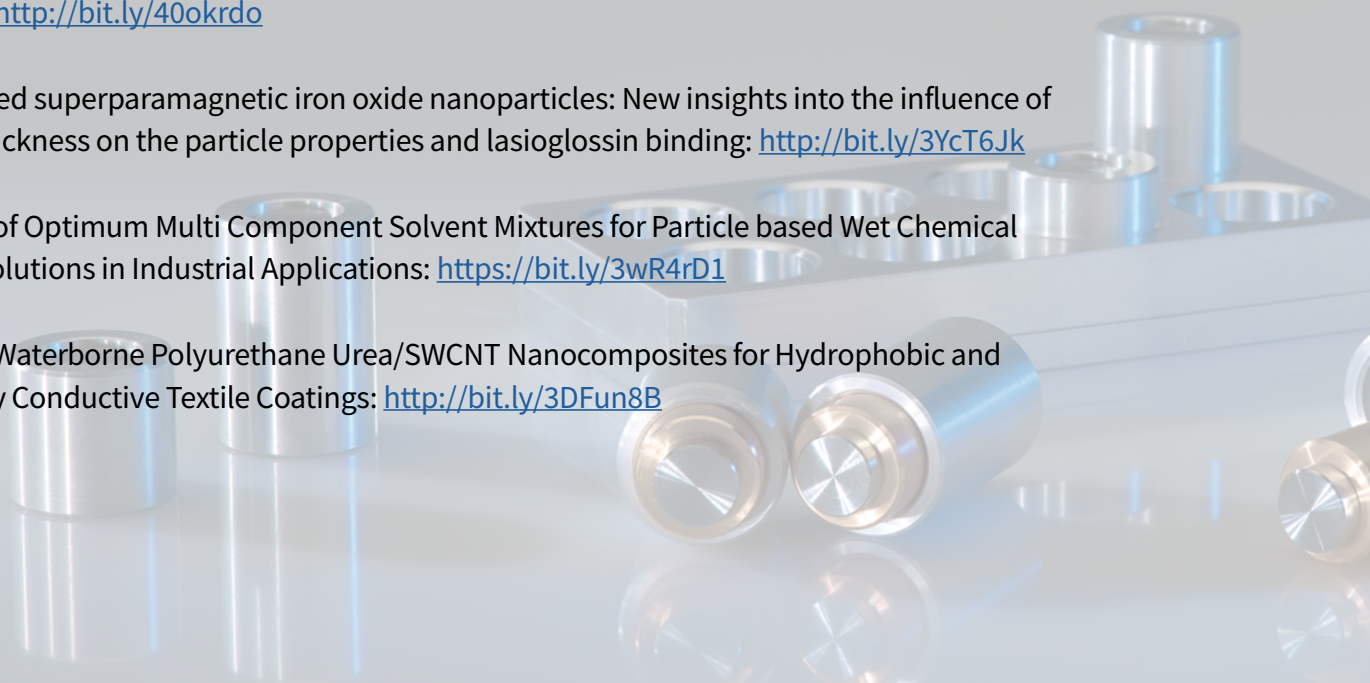 http://bit.ly/40okrdo
ed superparamagnetic iron oxide nanoparticles: New insights into the influence of
ckness on the particle properties and lasioglossin binding: http://bit.ly/3YcT6Jk
of Optimum Multi Component Solvent Mixtures for Particle based Wet Chemical
olutions in Industrial Applications: https://bit.ly/3wR4rD1
Waterborne Polyurethane Urea/SWCNT Nanocomposites for Hydrophobic and
y Conductive Textile Coatings: http://bit.ly/3DFun8B